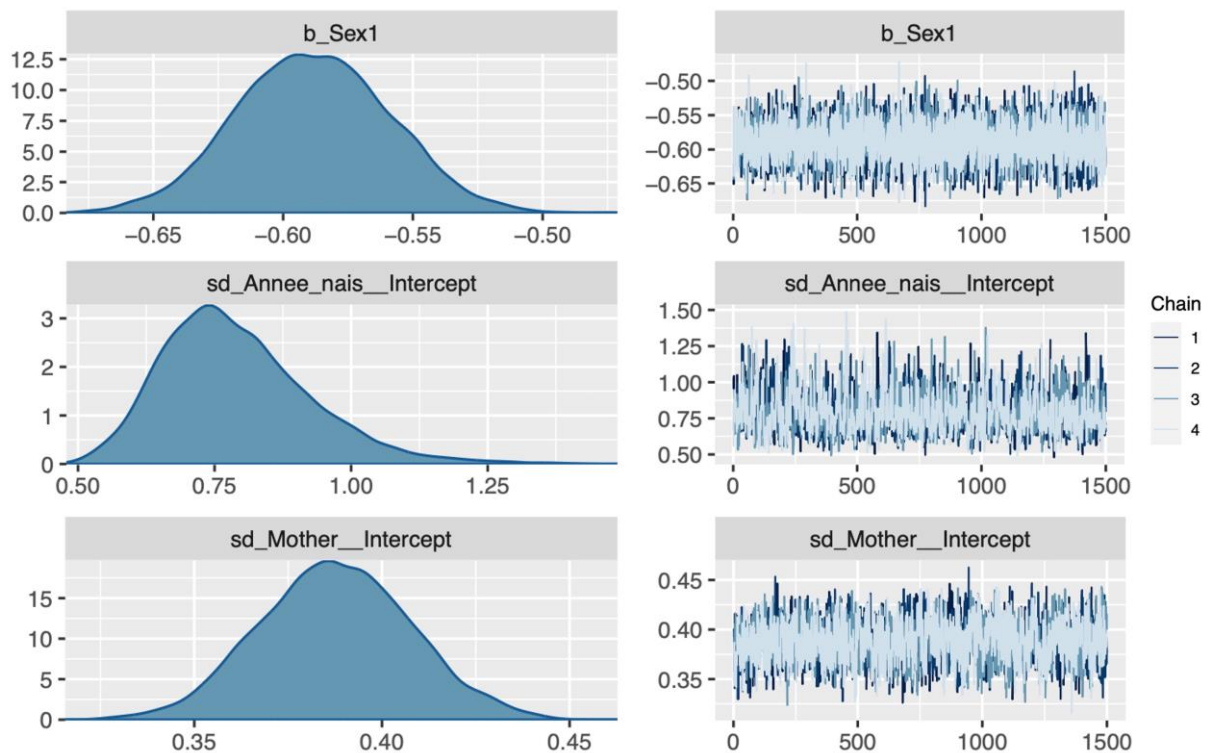 b_Sex1
12.5
10.0
7.5
5.0
2.5
0.0
−0.65 −0.60 −0.55 −0.50
b_Sex1
−0.50
−0.55
−0.60
−0.65
0 500 1000 1500
sd_Annee_nais__Intercept
3
2
1
0
0.50 0.75 1.00 1.25
sd_Annee_nais__Intercept
1.50
1.25
1.00
0.75
0.50
0 500 1000 1500
Chain
1
2
3
4
sd_Mother__Intercept
15
10
5
0
0.35 0.40 0.45
sd_Mother__Intercept
0.45
0.40
0.35
0 500 1000 1500